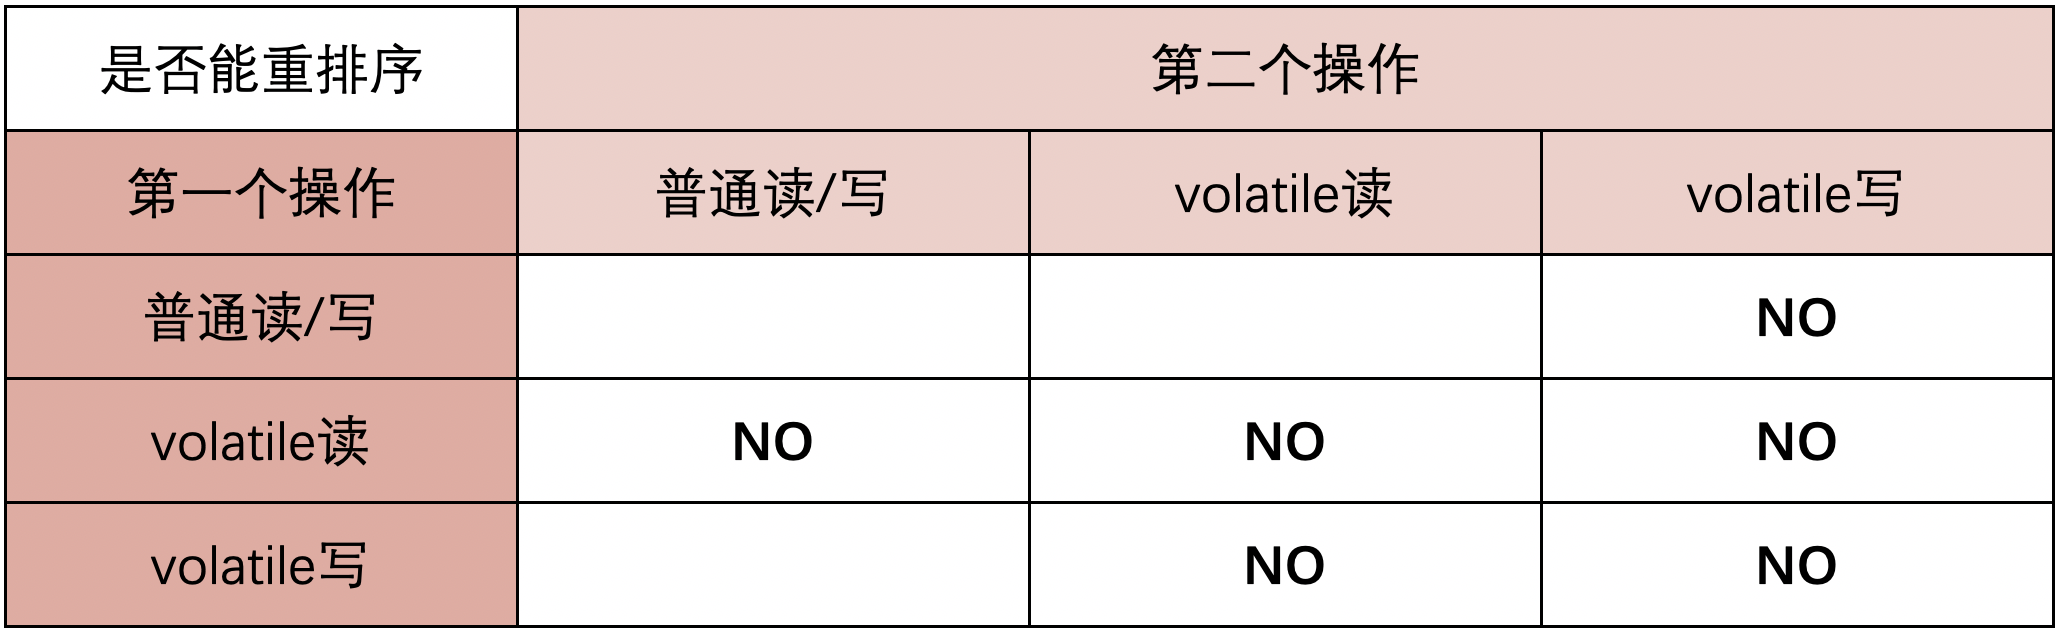 是否能重排序 第二个操作
第一个操作 普通读/写 volatile读 volatile写
普通读/写 NO
volatile读 NO NO NO
volatile写 NO NO